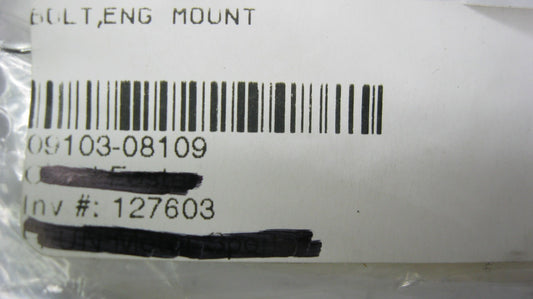 BOLT,ENG MOUNT
09103-08109
Inv #: 127603